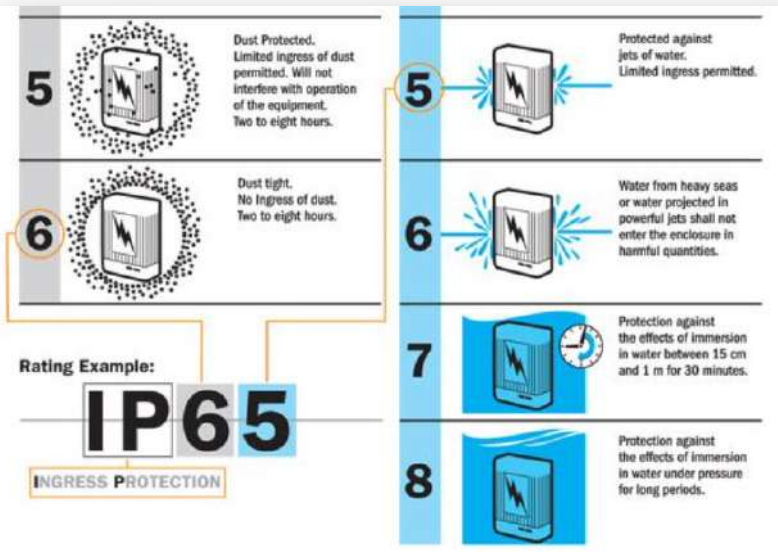 5
Dust Protected.
Limited ingress of dust
permitted. Will not
interfere with operation
of the equipment.
Two to eight hours.
6
Dust tight.
No Ingress of dust.
Two to eight hours.
Rating Example:
IP65
INGRESS PROTECTION
5
Protected against
jets of water.
Limited ingress permitted.
6
Water from heavy seas
or water projected in
powerful jets shall not
enter the enclosure in
harmful quantities.
7
Protection against
the effects of immersion
in water between 15 cm
and 1 m for 30 minutes.
8
Protection against
the effects of immersion
in water under pressure
for long periods.